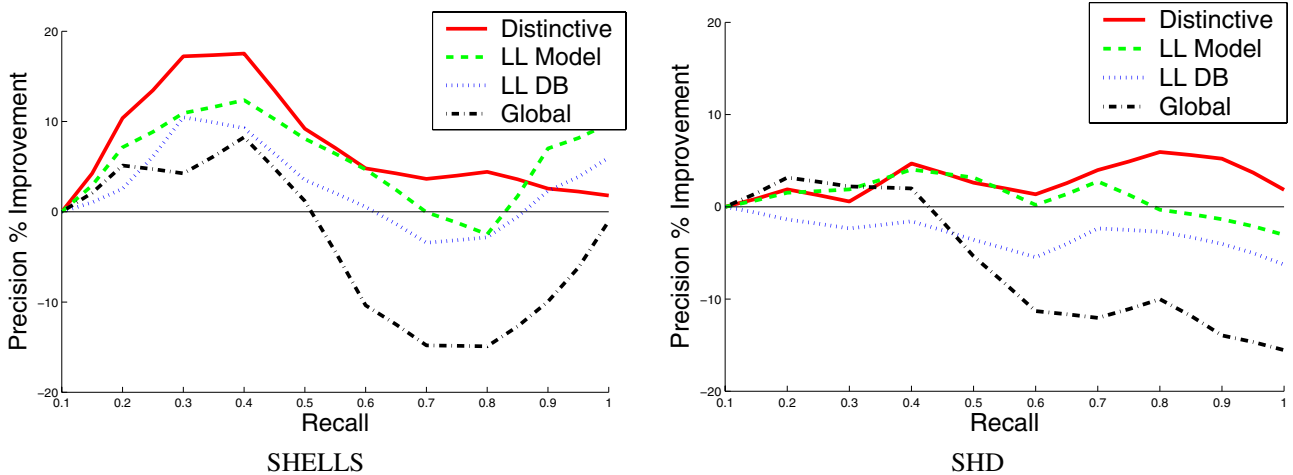 Distinctive
LL Model
LL DB
Global
Precision % Improvement
20
10
0
−10
−20
0.1 0.2 0.3 0.4 0.5 0.6 0.7 0.8 0.9 1
Recall
SHELLS
Distinctive
LL Model
LL DB
Global
Precision % Improvement
20
10
0
−10
−20
0.1 0.2 0.3 0.4 0.5 0.6 0.7 0.8 0.9 1
Recall
SHD